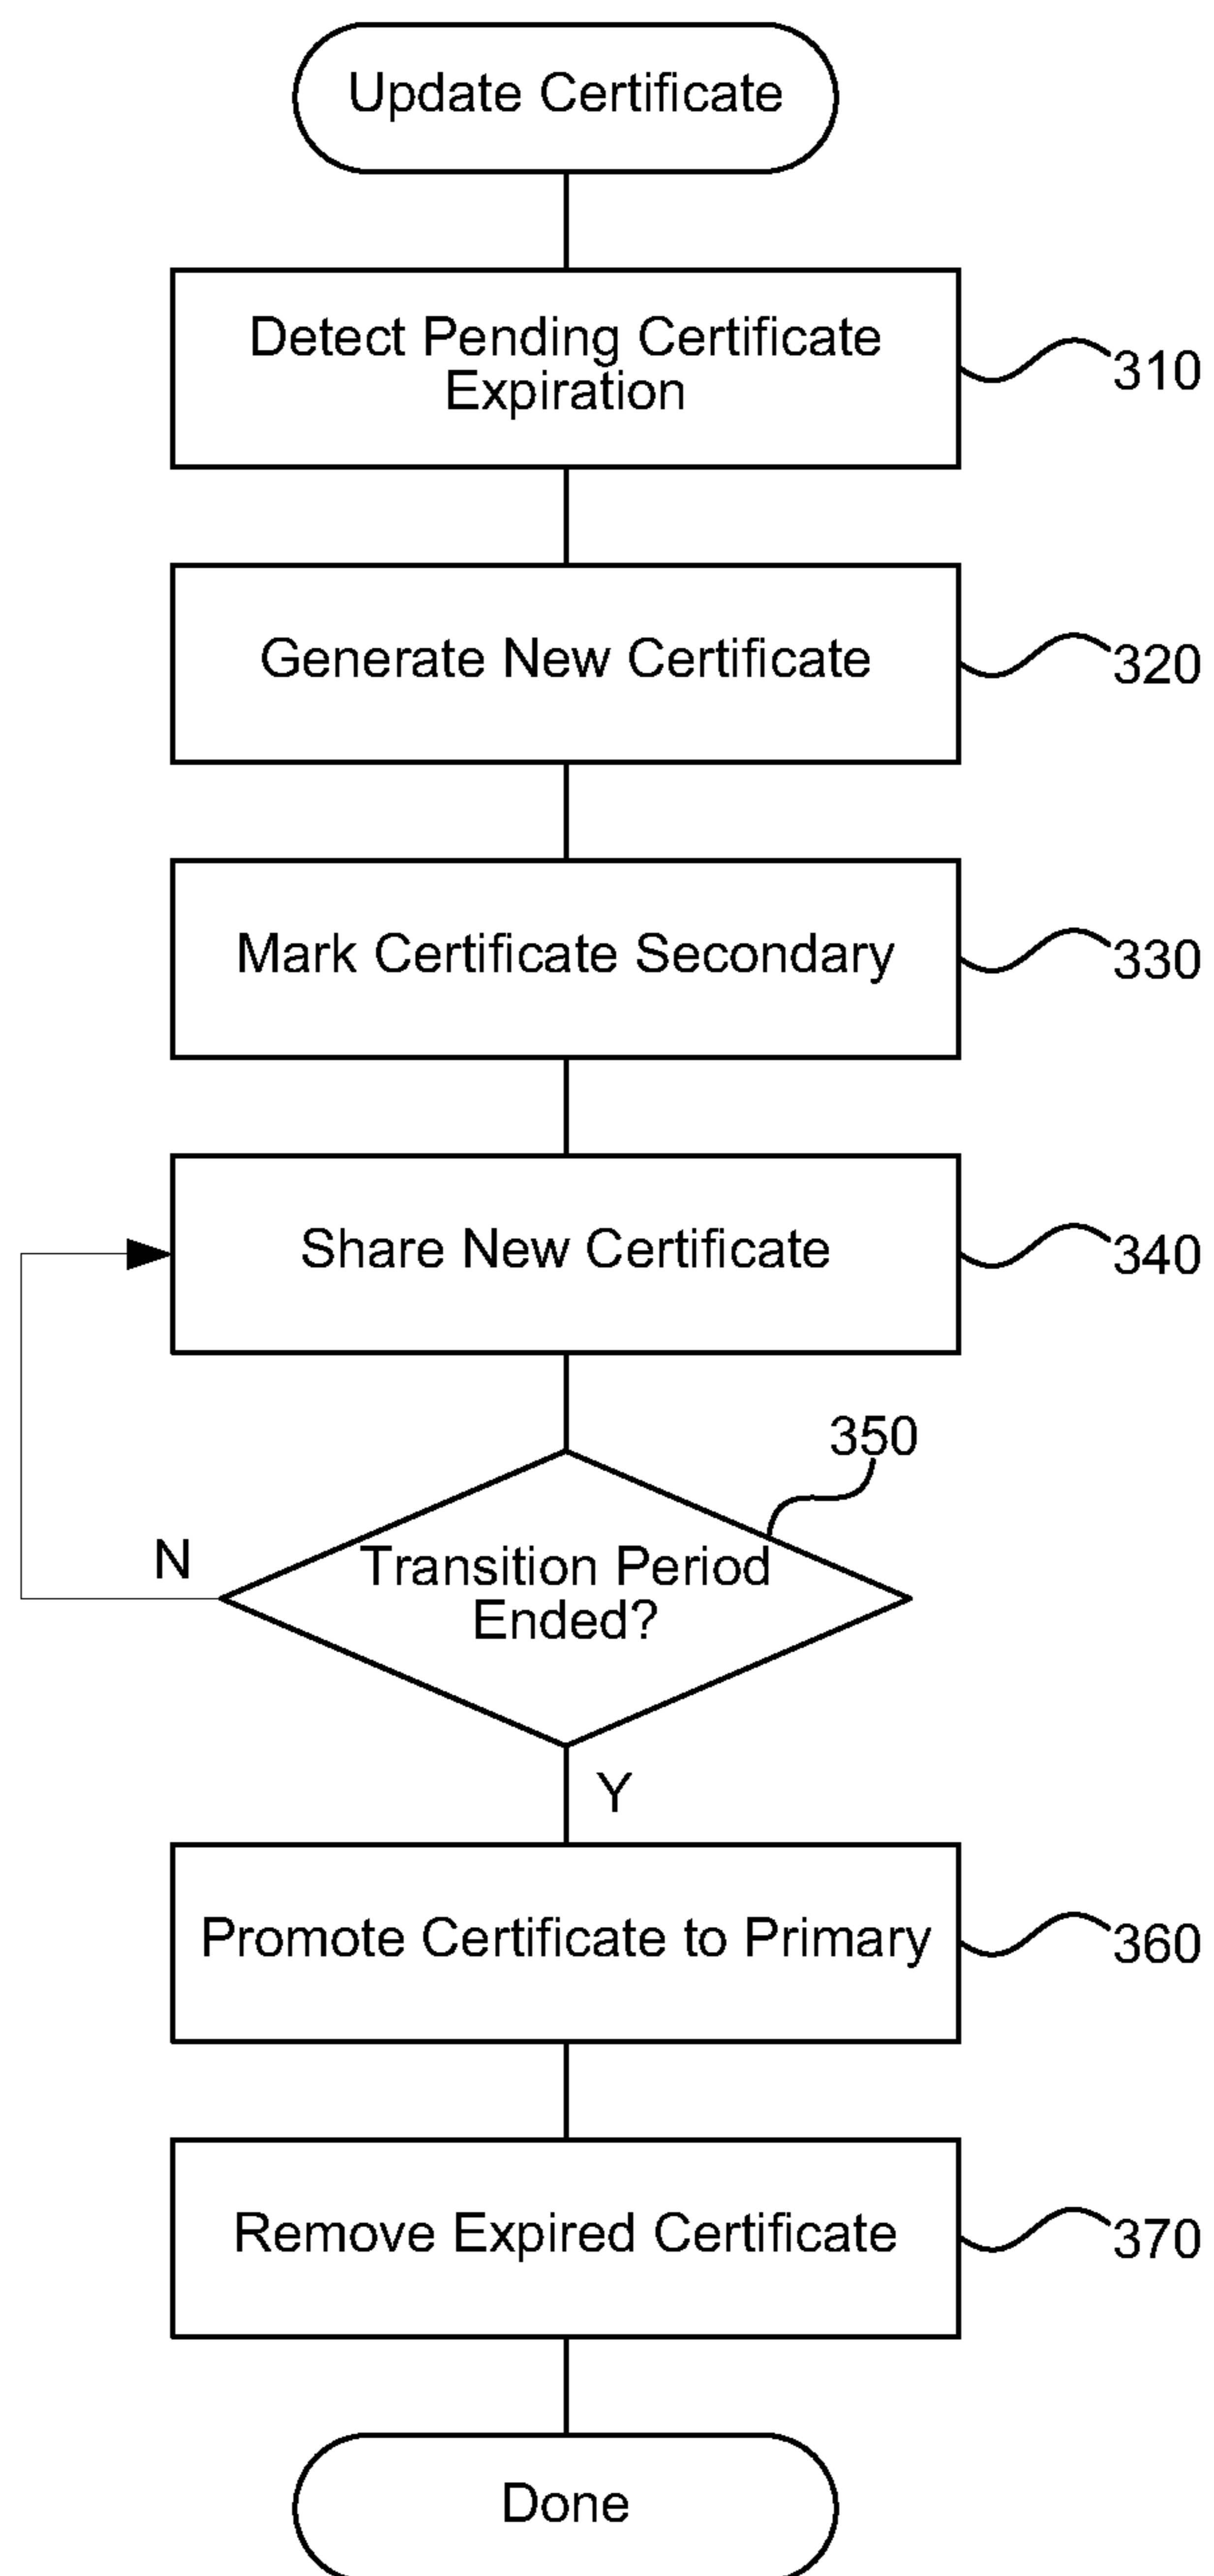 Update Certificate
Detect Pending Certificate
Expiration
310
Generate New Certificate
320
Mark Certificate Secondary
330
Share New Certificate
340
350
Transition Period
Ended?
N
Y
Promote Certificate to Primary
360
Remove Expired Certificate
370
Done